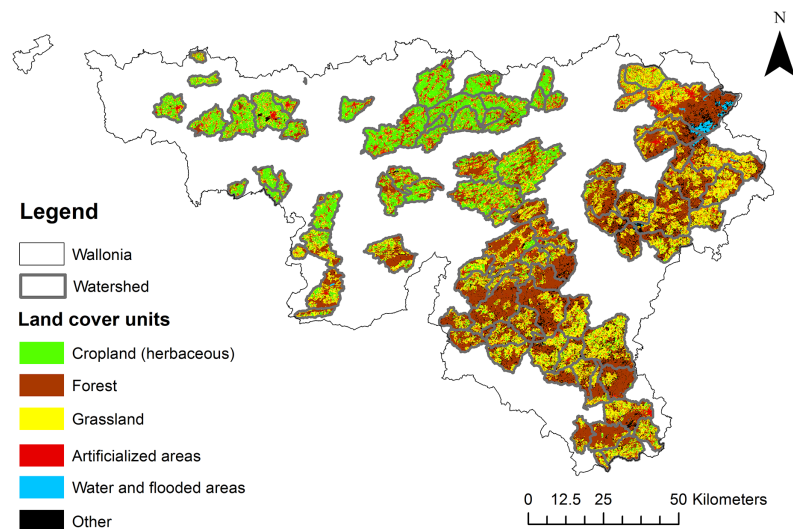 N
Legend
Wallonia
Watershed
Land cover units
Cropland (herbaceous)
Forest
Grassland
Artificialized areas
Water and flooded areas
Other
0 12.5 25 50 Kilometers